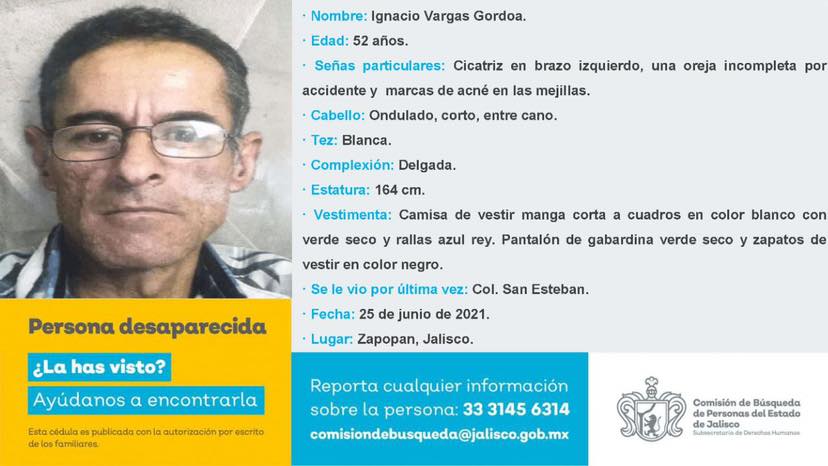 · Nombre: Ignacio Vargas Gordoa.
· Edad: 52 años.
· Señas particulares: Cicatriz en brazo izquierdo, una oreja incompleta por
accidente y marcas de acné en las mejillas.
· Cabello: Ondulado, corto, entre cano.
· Tez: Blanca.
· Complexión: Delgada.
· Estatura: 164 cm.
· Vestimenta: Camisa de vestir manga corta a cuadros en color blanco con
verde seco y rallas azul rey. Pantalón de gabardina verde seco y zapatos de
vestir en color negro.
· Se le vio por última vez: Col. San Esteban.
· Fecha: 25 de junio de 2021.
· Lugar: Zapopan, Jalisco.
Persona desaparecida
¿La has visto?
Ayúdanos a encontrarla
Esta cédula es publicada con la autorización por escrito
de los familiares.
Reporta cualquier información
sobre la persona: 33 3145 6314
comisiondebusqueda@jalisco.gob.mx
Comisión de Búsqueda
de Personas del Estado
de Jalisco
Subsecretaría de Derechos Humanos